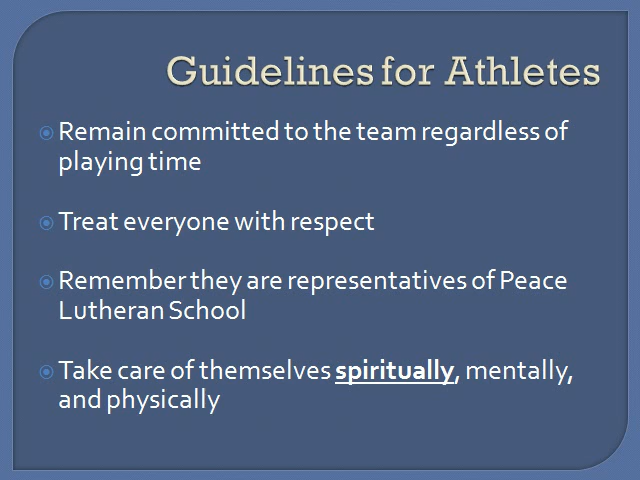 Guidelines for Athletes
Remain committed to the team regardless of
playing time
Treat everyone with respect
Remember they are representatives of Peace
Lutheran School
Take care of themselves spiritually, mentally,
and physically